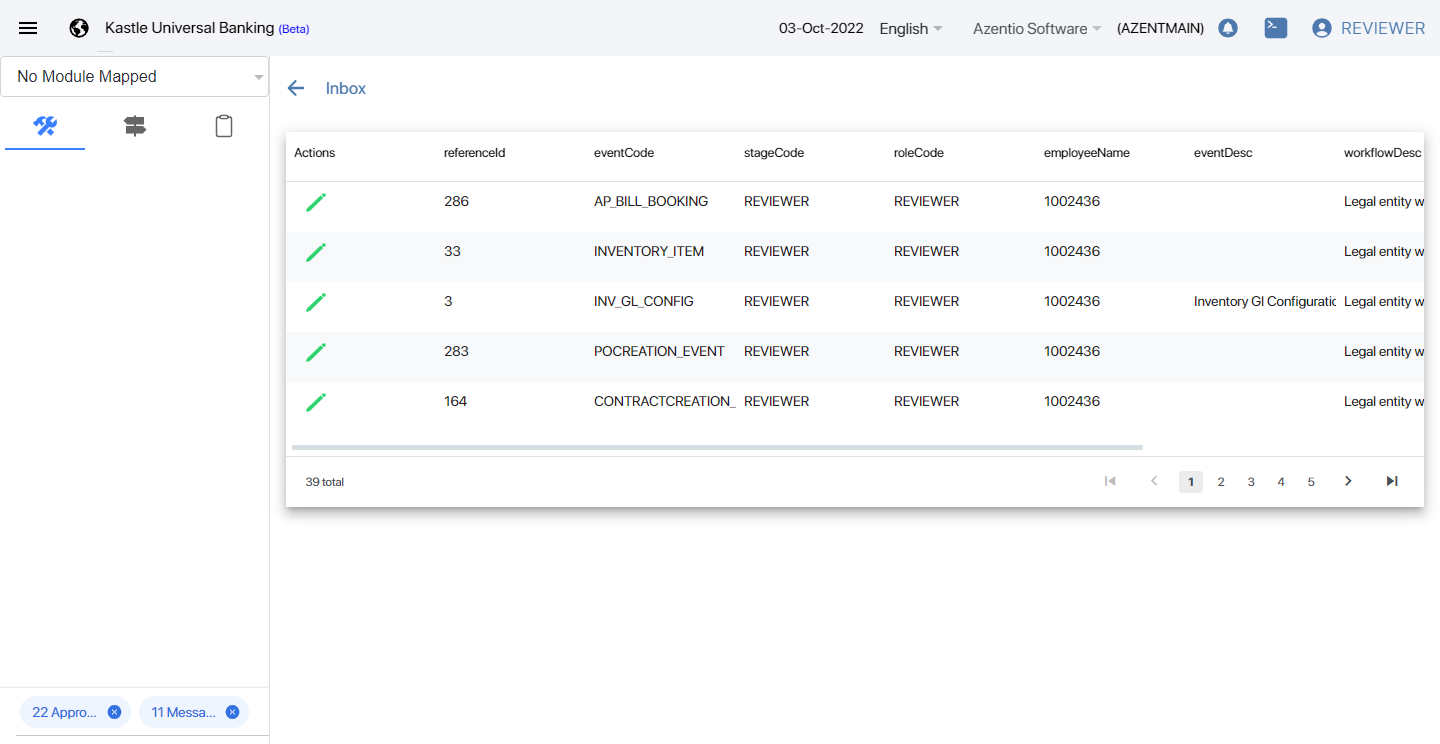 Kastle Universal Banking (Beta) 03-Oct-2022 English Azentio Software (AZENTMAIN) REVIEWER
No Module Mapped
Inbox
Actions referenceId eventCode stageCode roleCode employeeName eventDesc workflowDesc
286 AP_BILL_BOOKING REVIEWER REVIEWER 1002436 Legal entity w
33 INVENTORY_ITEM REVIEWER REVIEWER 1002436 Legal entity w
3 INV_GL_CONFIG REVIEWER REVIEWER 1002436 Inventory Gl Configuratic Legal entity w
283 POCREATION_EVENT REVIEWER REVIEWER 1002436 Legal entity w
164 CONTRACTCREATION_ REVIEWER REVIEWER 1002436 Legal entity w
39 total 1 2 3 4 5
22 Appro... 11 Messa...